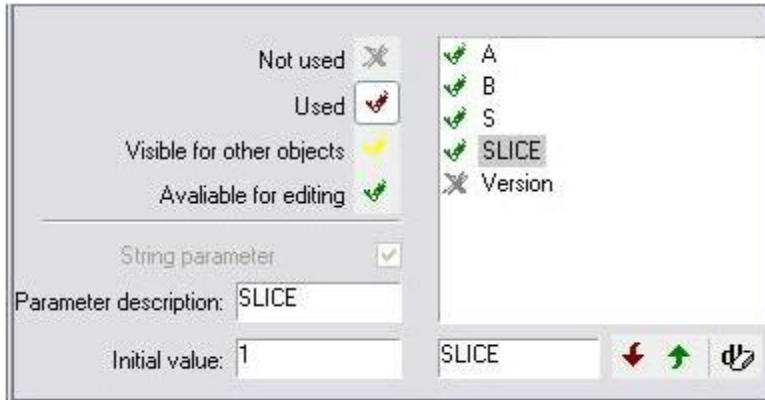 Not used
Used
Visible for other objects
Avaliable for editing
String parameter
Parameter description: SLICE
Initial value: 1
A
B
S
SLICE
Version
SLICE